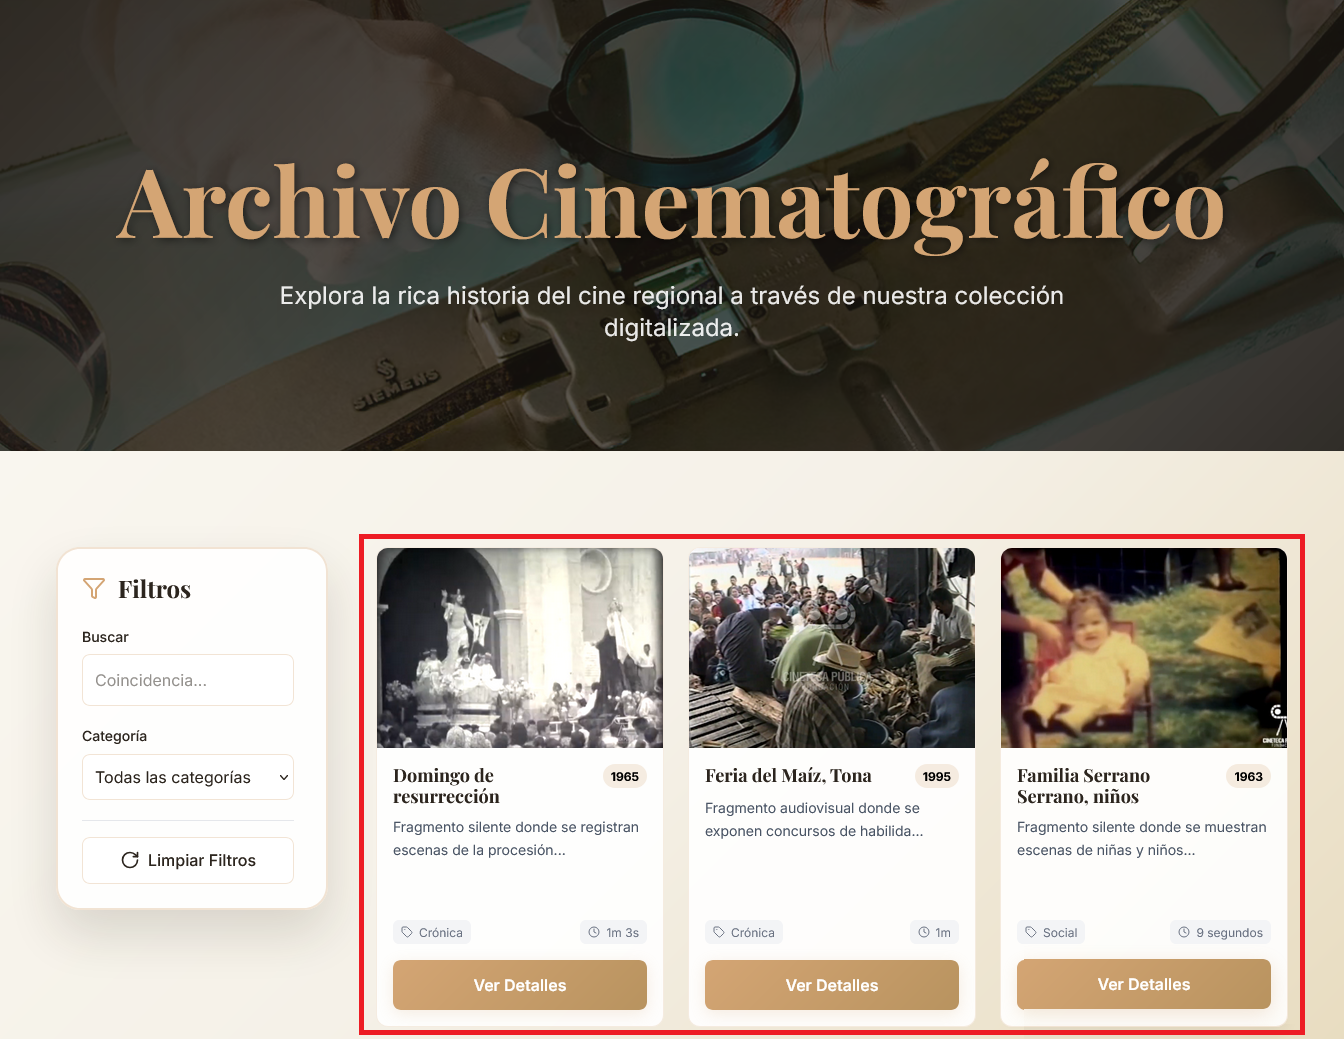 Archivo Cinematográfico
Explora la rica historia del cine regional a través de nuestra colección
digitalizada.
SIEMENS
Filtros
Buscar
Coincidencia...
Categoría
Todas las categorías
Limpiar Filtros
CINETECA PÚBLICA
Domingo de
resurrección
1965
Fragmento silente donde se registran
escenas de la procesión...
Crónica
1m 3s
Ver Detalles
Feria del Maíz, Tona
1995
Fragmento audiovisual donde se
exponen concursos de habilida...
Crónica
1m
Ver Detalles
CINETECA
Familia Serrano
Serrano, niños
1963
Fragmento silente donde se muestran
escenas de niñas y niños...
Social
9 segundos
Ver Detalles